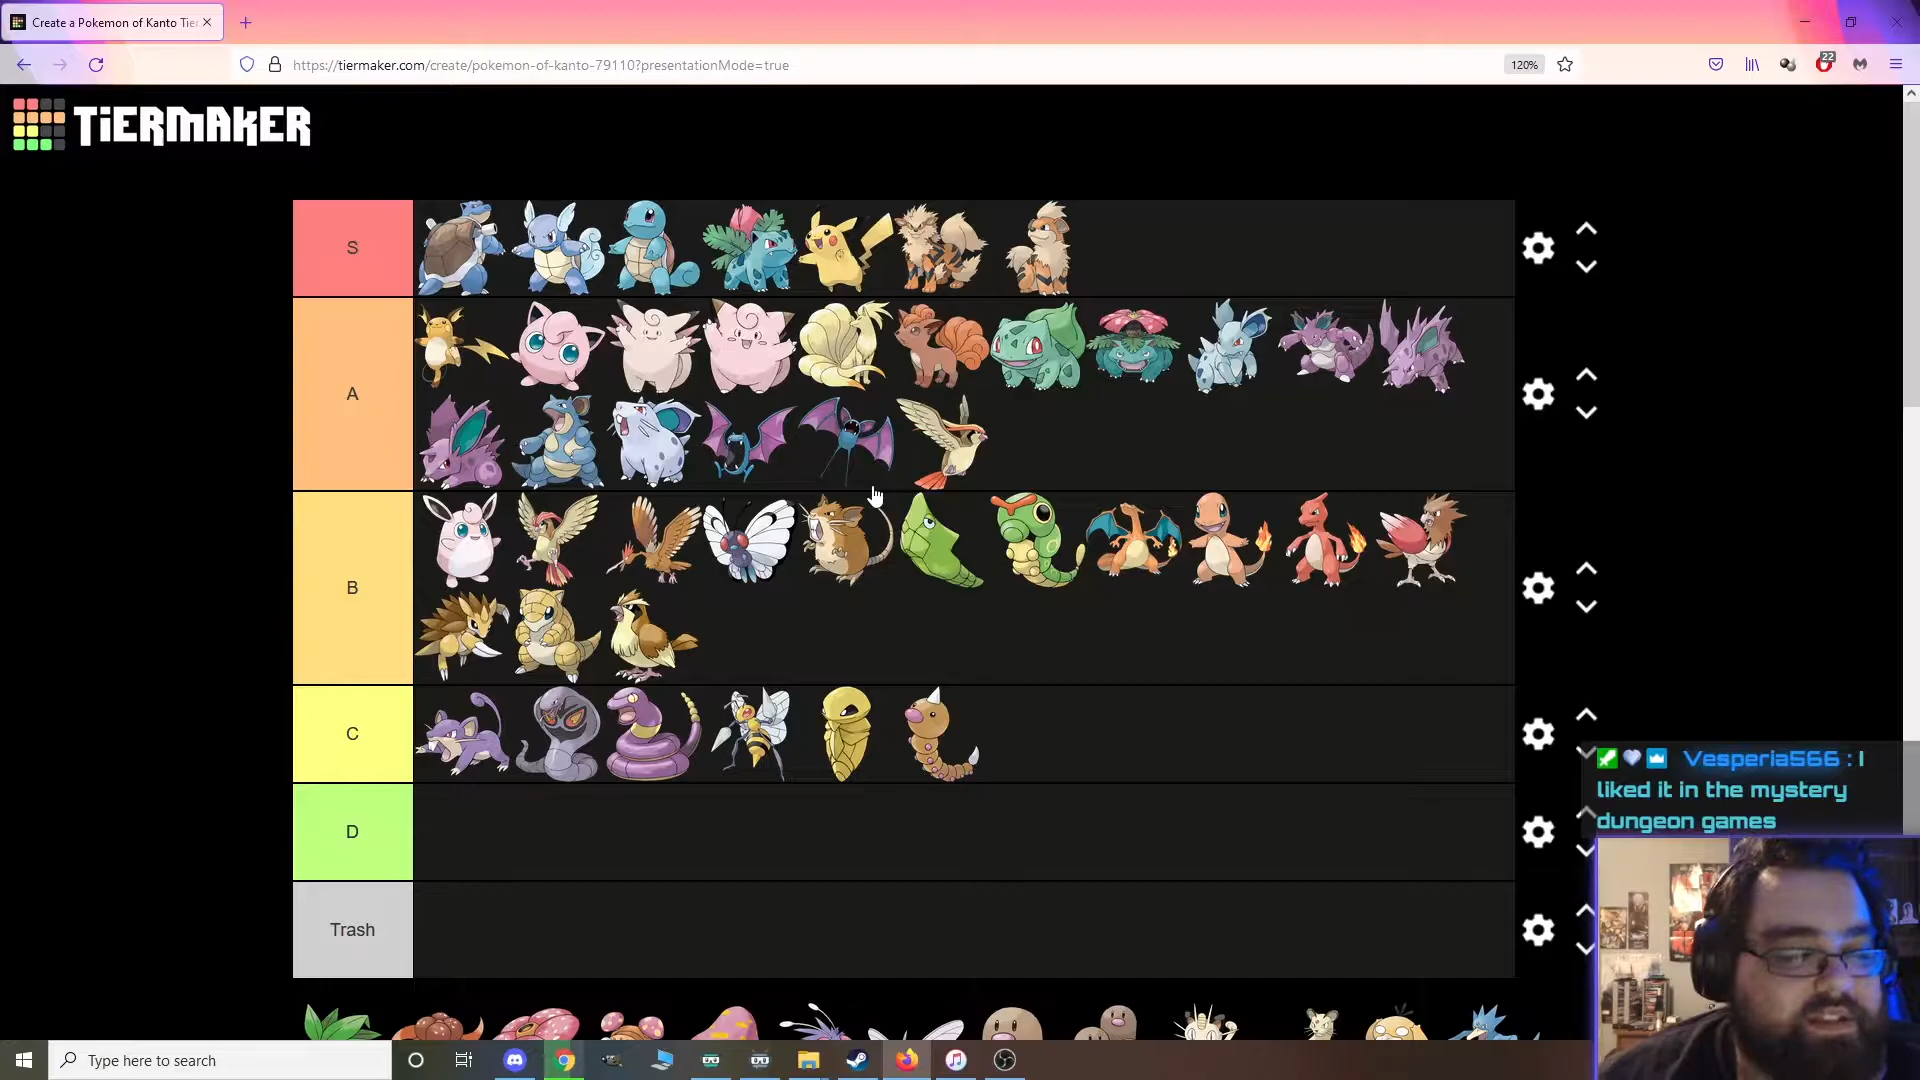 Create a Pokemon of Kanto Tie
https://tiermaker.com/create/pokemon-of-kanto-79110?presentationMode=true
120%
22
TiERMAKER
S
A
B
C
D
Trash
Vesperia566 : I
liked it in the mystery
dungeon games
Type here to search